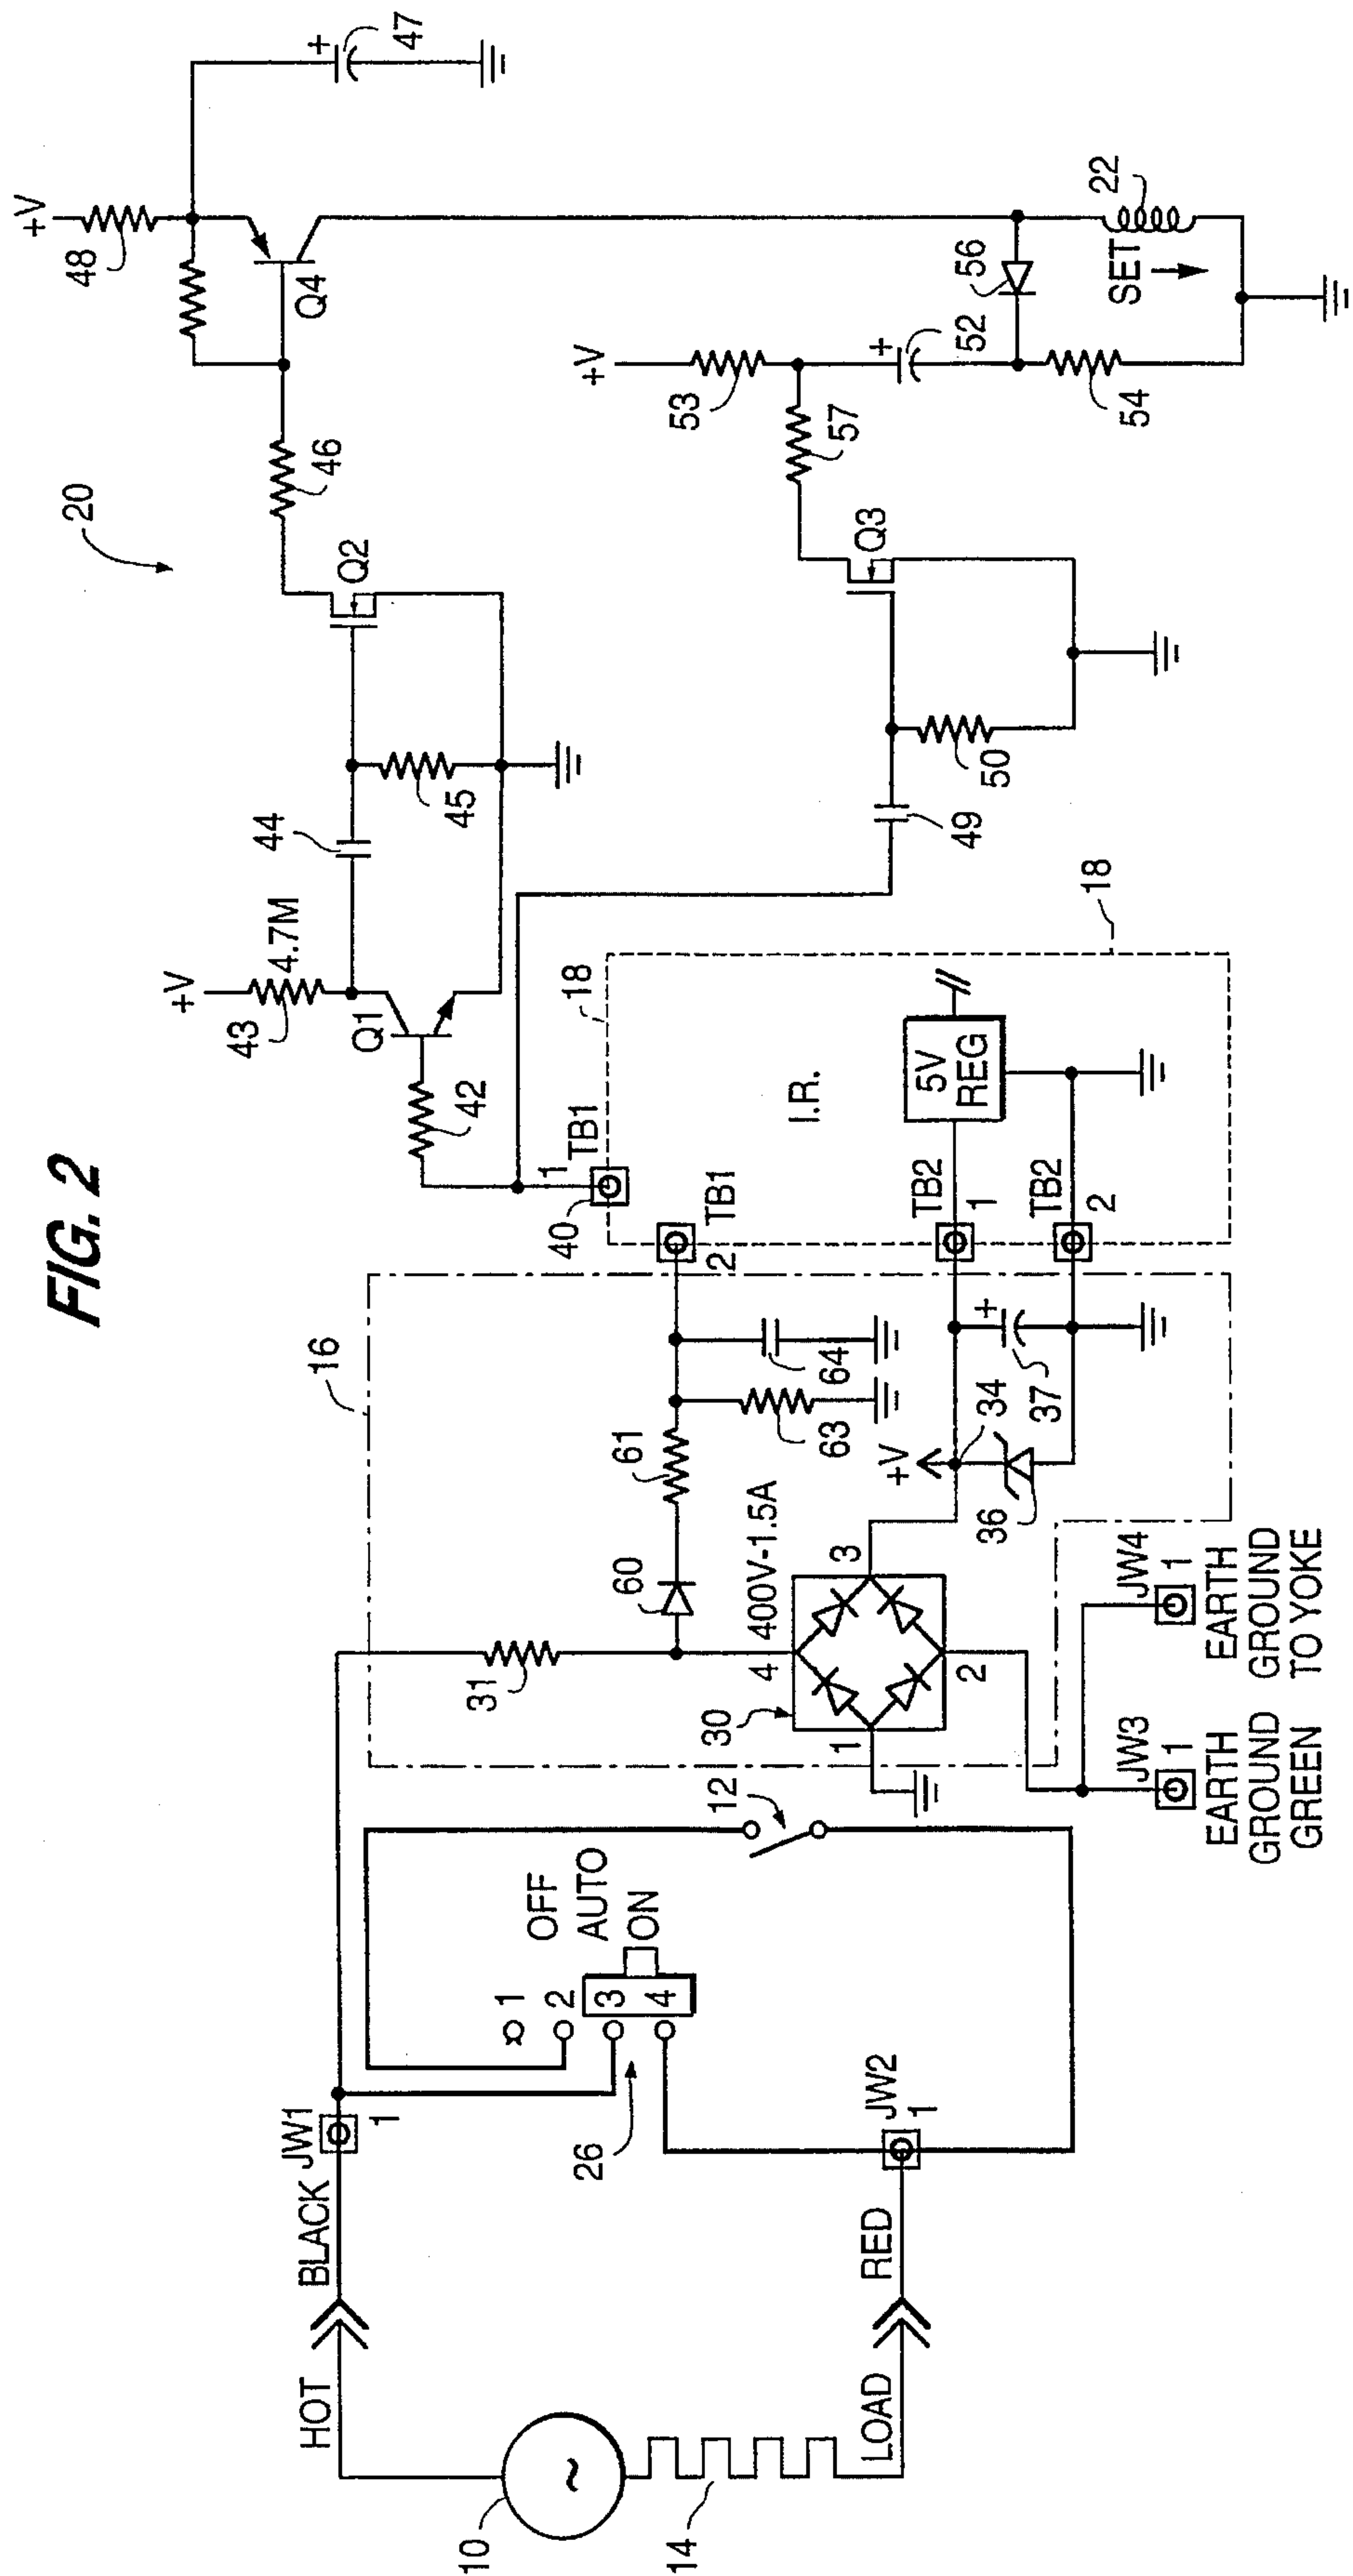 FIG. 2
20
+V
48
47
Q4
46
Q2
44
45
+V
43
4.7M
Q1
42
+V
53
52
56
SET
22
54
57
Q3
50
49
18
18
TB1
1
40
TB1
2
I.R.
5V
REG
TB2
1
TB2
2
16
31
60
61
63
64
400V-1.5A
4
3
30
1
2
+V
34
36
37
+
+
+
JW4
1
EARTH
GROUND
TO YOKE
JW3
1
EARTH
GROUND
GREEN
12
OFF
AUTO
ON
1
2
3
4
26
JW1
1
BLACK
HOT
JW2
1
RED
LOAD
10
~
14